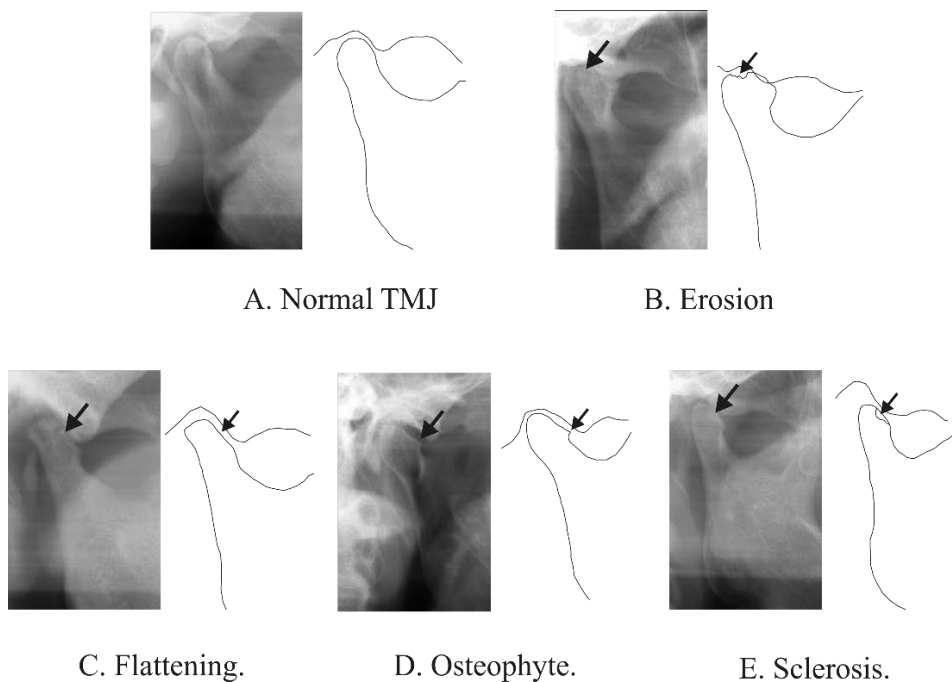 A. Normal TMJ
B. Erosion
C. Flattening.
D. Osteophyte.
E. Sclerosis.